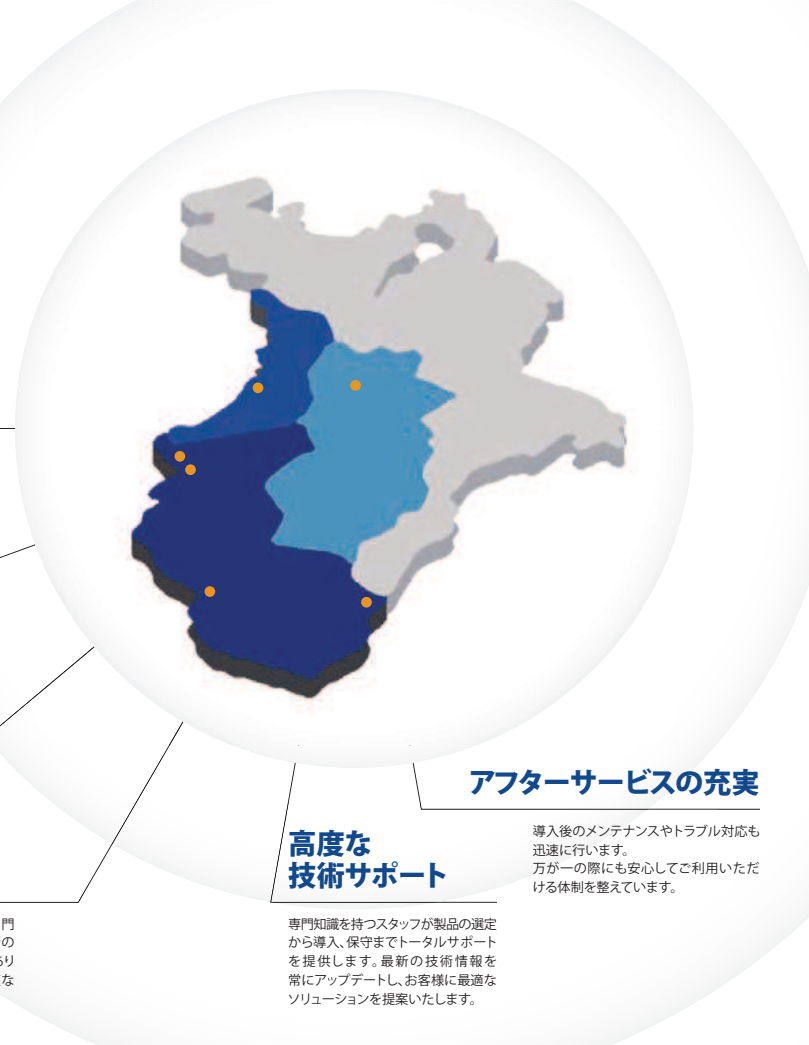 アフターサービスの充実
導入後のメンテナンスやトラブル対応も
迅速に行います。
万が一の際にも安心してご利用いただ
ける体制を整えています。
高度な
技術サポート
専門知識を持つスタッフが製品の選定
から導入、保守までトータルサポート
を提供します。最新の技術情報を
常にアップデートし、お客様に最適な
ソリューションを提案いたします。
門
の
り
な